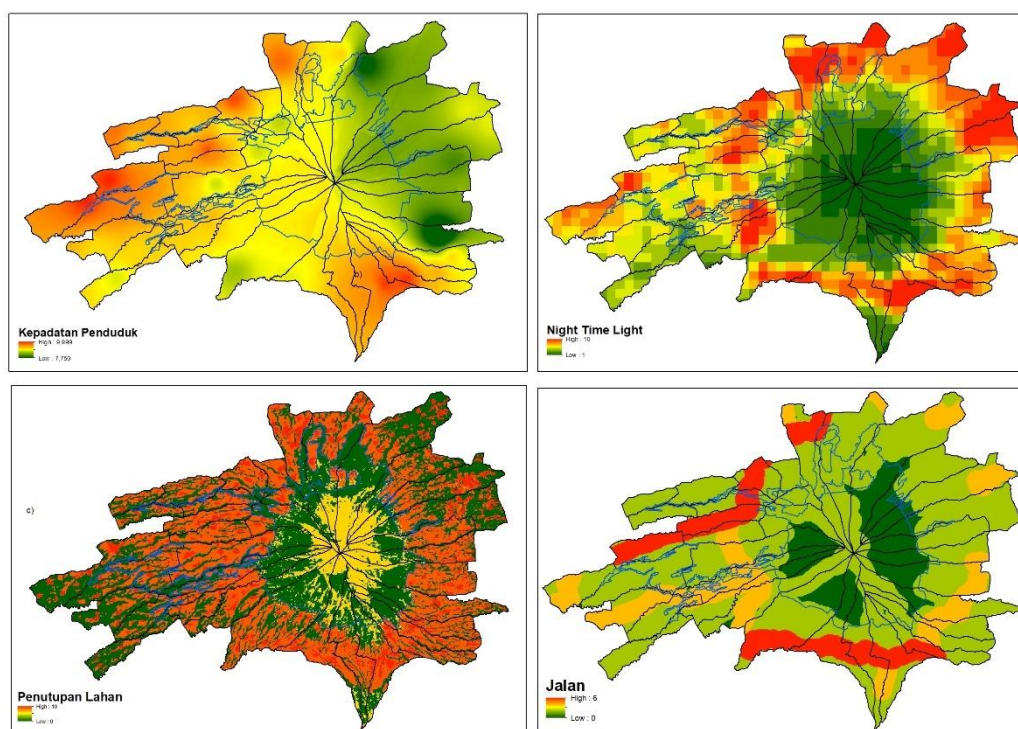 Kepadatan Penduduk
High : 9,999
Low : 7,759
Night Time Light
High : 10
Low : 1
c)
Penutupan Lahan
High : 10
Low : 0
Jalan
High : 6
Low : 0